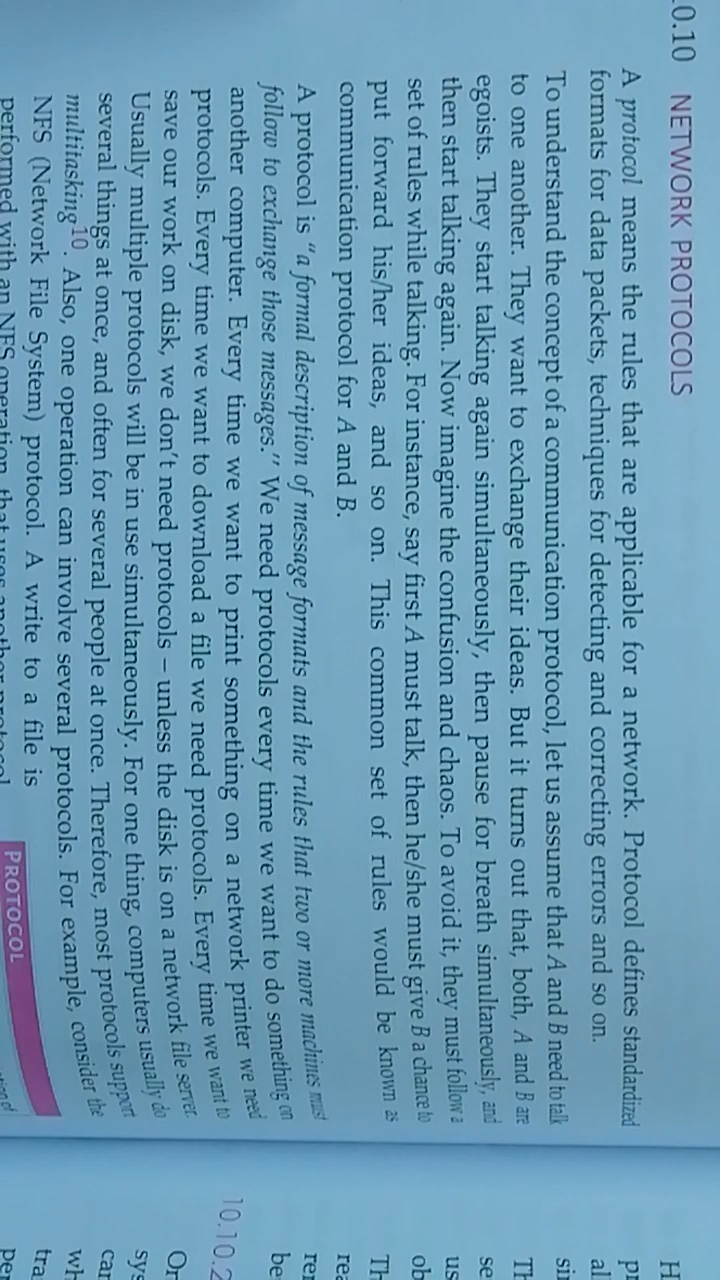 .0.10 NETWORK PROTOCOLS
A protocol means the rules that are applicable for a network. Protocol defines standardized
formats for data packets, techniques for detecting and correcting errors and so on.
To understand the concept of a communication protocol, let us assume that A and B need to talk
to one another. They want to exchange their ideas. But it turns out that, both, A and B are
egoists. They start talking again simultaneously, then pause for breath simultaneously, and
then start talking again. Now imagine the confusion and chaos. To avoid it, they must follow a
set of rules while talking. For instance, say first A must talk, then he/she must give B a chance to
put forward his/her ideas, and so on. This common set of rules would be known as
communication protocol for A and B.
A protocol is "a formal description of message formats and the rules that two or more machines must
follow to exchange those messages." We need protocols every time we want to do something on
another computer. Every time we want to print something on a network printer we need
protocols. Every time we want to download a file we need protocols. Every time we want to
save our work on disk, we don't need protocols – unless the disk is on a network file server.
Usually multiple protocols will be in use simultaneously. For one thing, computers usually do
several things at once, and often for several people at once. Therefore, most protocols support
multitasking10. Also, one operation can involve several protocols. For example, consider the
NFS (Network File System) protocol. A write to a file is
performed with an NFS operation that uses another protocol
PROTOCOL
10.10.2